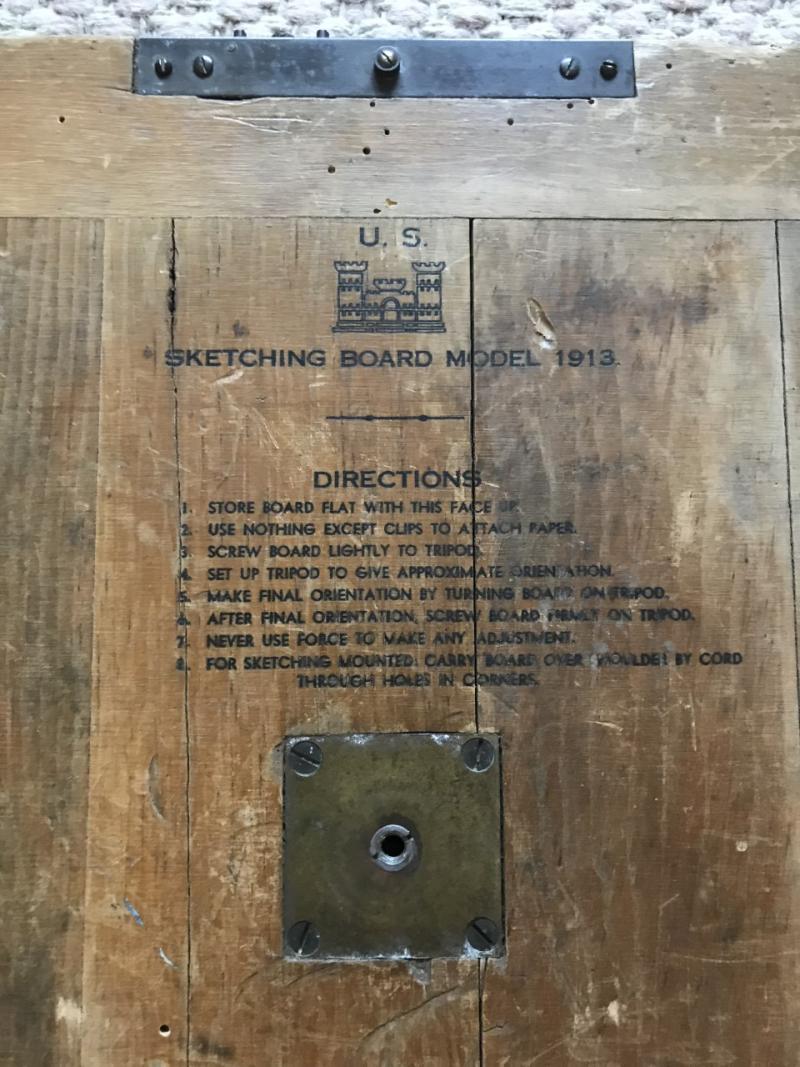 U. S.
SKETCHING BOARD MODEL 1913.
DIRECTIONS
1. STORE BOARD FLAT WITH THIS FACE UP.
2. USE NOTHING EXCEPT CLIPS TO ATTACH PAPER.
3. SCREW BOARD LIGHTLY TO TRIPOD.
4. SET UP TRIPOD TO GIVE APPROXIMATE ORIENTATION.
5. MAKE FINAL ORIENTATION BY TURNING BOARD ON TRIPOD.
6. AFTER FINAL ORIENTATION, SCREW BOARD FIRMLY ON TRIPOD.
7. NEVER USE FORCE TO MAKE ANY ADJUSTMENT.
8. FOR SKETCHING MOUNTED: CARRY BOARD OVER SHOULDER BY CORD
THROUGH HOLES IN CORNERS.